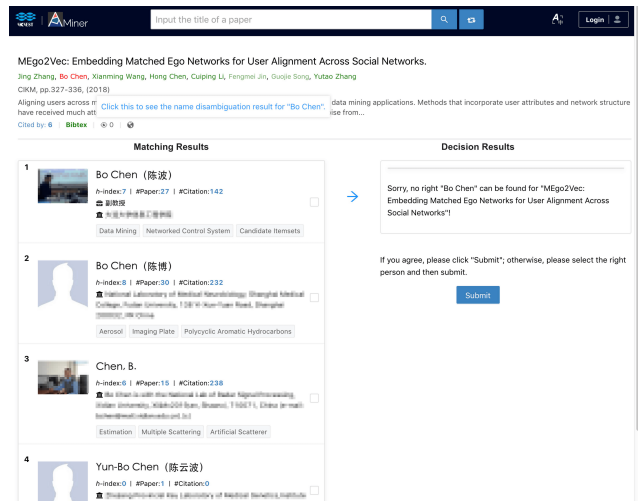 AMiner
Input the title of a paper
Login
MEgo2Vec: Embedding Matched Ego Networks for User Alignment Across Social Networks.
Jing Zhang, Bo Chen, Xianming Wang, Hong Chen, Cuiping Li, Fengmei Jin, Guojie Song, Yutao Zhang
CIKM, pp.327-336, (2018)
Aligning users across m
Click this to see the name disambiguation result for "Bo Chen".
data mining applications. Methods that incorporate user attributes and network structure
have received much att
ise from...
Cited by: 6 | Bibtex | 0 |
Matching Results
Decision Results
1
Bo Chen (陈波)
h-index:7 | #Paper:27 | #Citation:142
副教授
Data Mining Networked Control System Candidate Itemsets
Sorry, no right "Bo Chen" can be found for "MEgo2Vec:
Embedding Matched Ego Networks for User Alignment Across
Social Networks"!
If you agree, please click "Submit"; otherwise, please select the right
person and then submit.
Submit
2
Bo Chen (陈博)
h-index:8 | #Paper:30 | #Citation:232
Aerosol Imaging Plate Polycyclic Aromatic Hydrocarbons
3
Chen, B.
h-index:6 | #Paper:15 | #Citation:238
Estimation Multiple Scattering Artificial Scatterer
4
Yun-Bo Chen (陈云波)
h-index:0 | #Paper:1 | #Citation:0